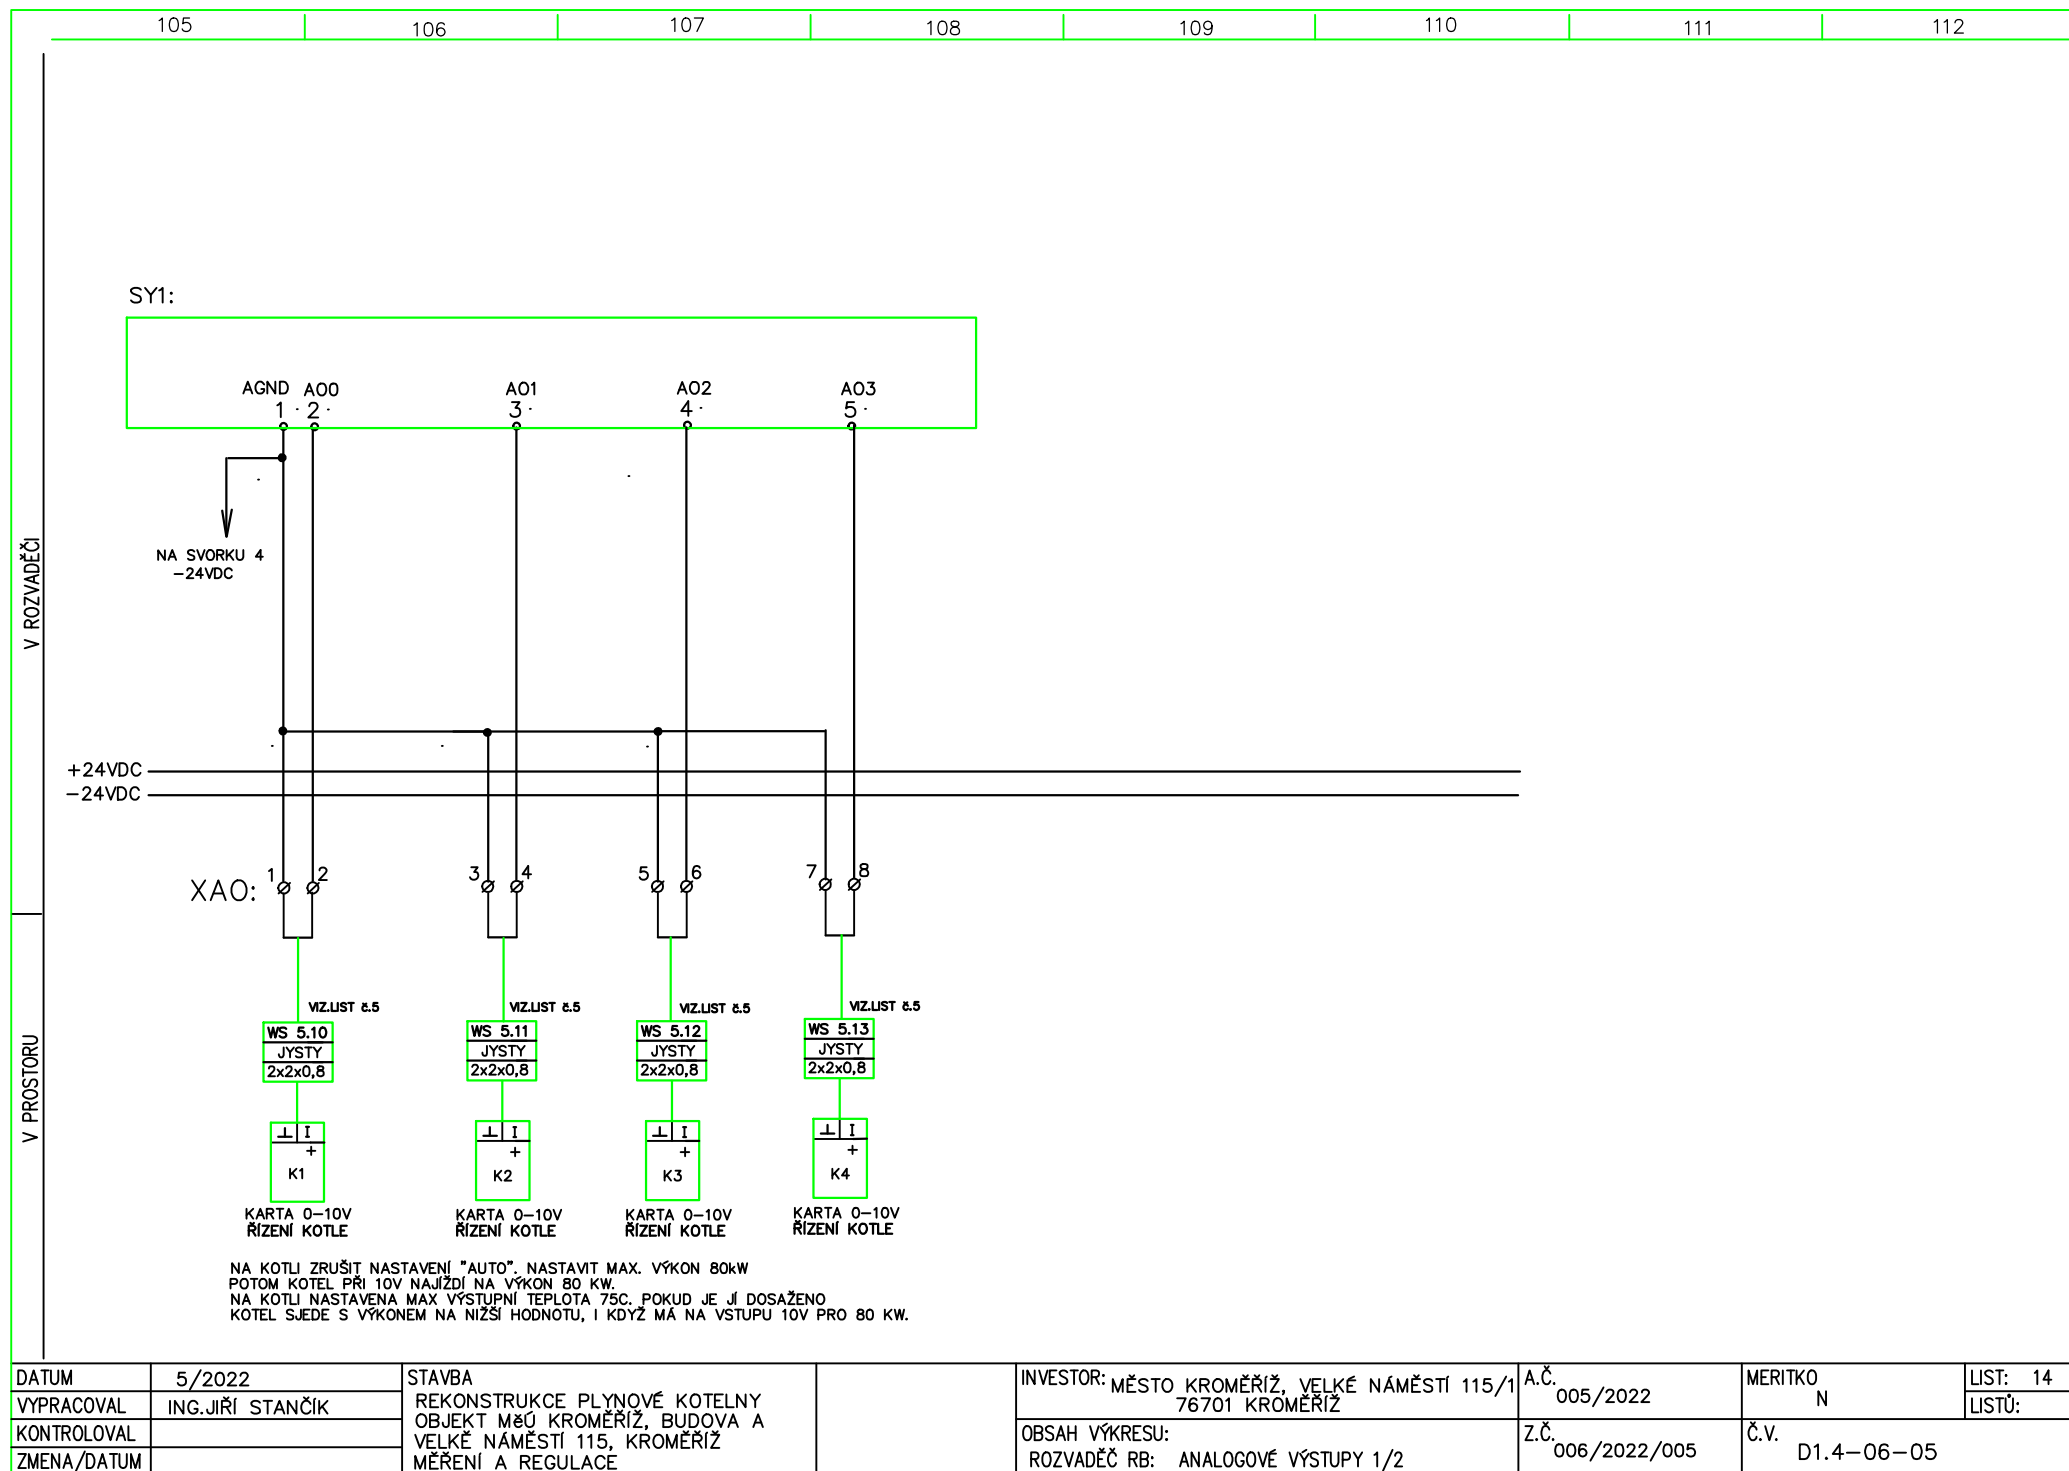 105 106 107 108 109 110 111 112
SY1:
AGND AO0 AO1 AO2 AO3
1 2 3 4 5
NA SVORKU 4
-24VDC
V ROZVADĚČI
+24VDC
-24VDC
XAO: 1 2 3 4 5 6 7 8
V PROSTORU
VIZ.LIST č.5 VIZ.LIST č.5 VIZ.LIST č.5 VIZ.LIST č.5
WS 5.10 WS 5.11 WS 5.12 WS 5.13
JYSTY JYSTY JYSTY JYSTY
2x2x0,8 2x2x0,8 2x2x0,8 2x2x0,8
⊥ I ⊥ I ⊥ I ⊥ I
+ + + +
K1 K2 K3 K4
KARTA 0-10V KARTA 0-10V KARTA 0-10V KARTA 0-10V
ŘÍZENÍ KOTLE ŘÍZENÍ KOTLE ŘÍZENÍ KOTLE ŘÍZENÍ KOTLE
NA KOTLI ZRUŠIT NASTAVENÍ "AUTO". NASTAVIT MAX. VÝKON 80kW
POTOM KOTEL PŘI 10V NAJÍŽDÍ NA VÝKON 80 KW.
NA KOTLI NASTAVENA MAX VÝSTUPNÍ TEPLOTA 75C. POKUD JE JÍ DOSAŽENO
KOTEL SJEDE S VÝKONEM NA NIŽŠÍ HODNOTU, I KDYŽ MÁ NA VSTUPU 10V PRO 80 KW.
DATUM 5/2022
VYPRACOVAL ING.JIŘÍ STANČÍK
KONTROLOVAL
ZMENA/DATUM
STAVBA
REKONSTRUKCE PLYNOVÉ KOTELNY
OBJEKT MěÚ KROMĚŘÍŽ, BUDOVA A
VELKÉ NÁMĚSTÍ 115, KROMĚŘÍŽ
MĚŘENÍ A REGULACE
INVESTOR: MĚSTO KROMĚŘÍŽ, VELKÉ NÁMĚSTÍ 115/1
76701 KROMĚŘÍŽ
OBSAH VÝKRESU:
ROZVADĚČ RB: ANALOGOVÉ VÝSTUPY 1/2
A.Č.
005/2022
Z.Č.
006/2022/005
MERITKO
N
Č.V.
D1.4-06-05
LIST: 14
LISTŮ: